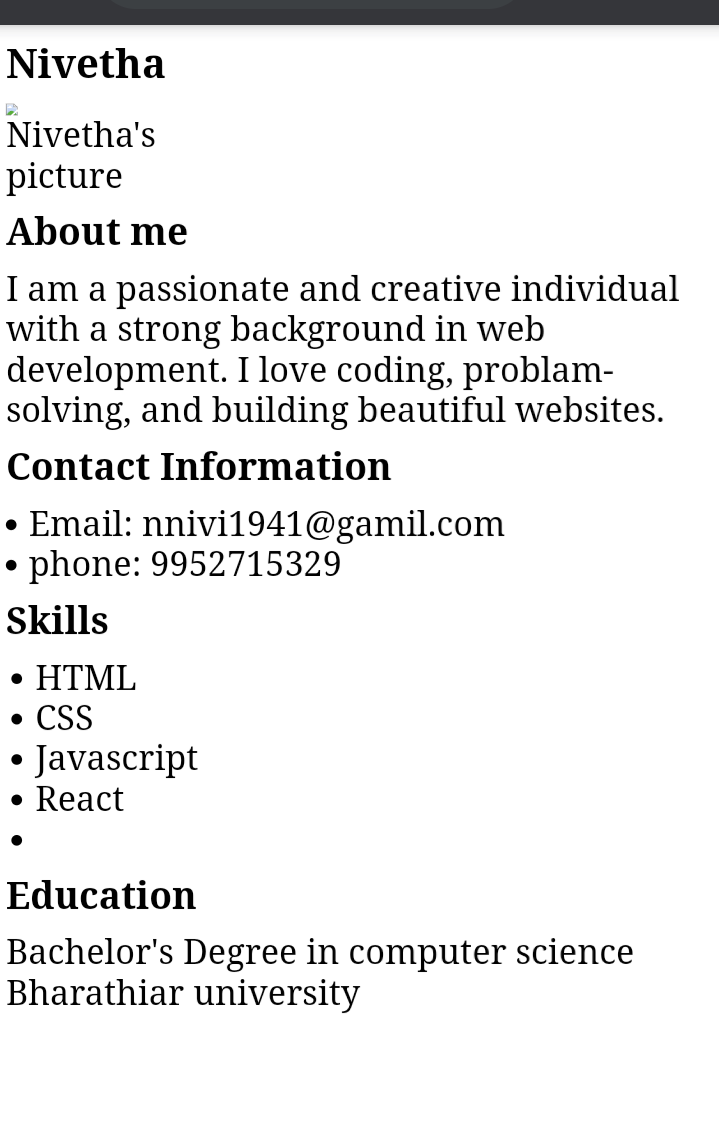 Nivetha
Nivetha's
picture
About me
I am a passionate and creative individual
with a strong background in web
development. I love coding, problam-
solving, and building beautiful websites.
Contact Information
• Email: nnivi1941@gamil.com
• phone: 9952715329
Skills
• HTML
• CSS
• Javascript
• React
•
Education
Bachelor's Degree in computer science
Bharathiar university